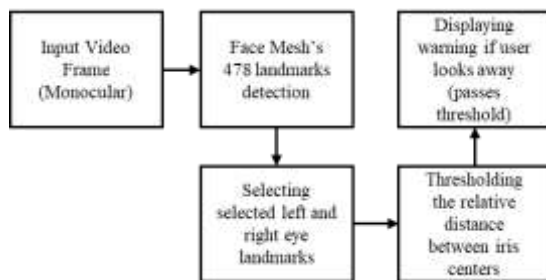 Input Video
Frame
(Monocular)
Face Mesh's
478 landmarks
detection
Selecting
selected left and
right eye
landmarks
Thresholding
the relative
distance
between iris
centers
Displaying
warning if user
looks away
(passes
threshold)